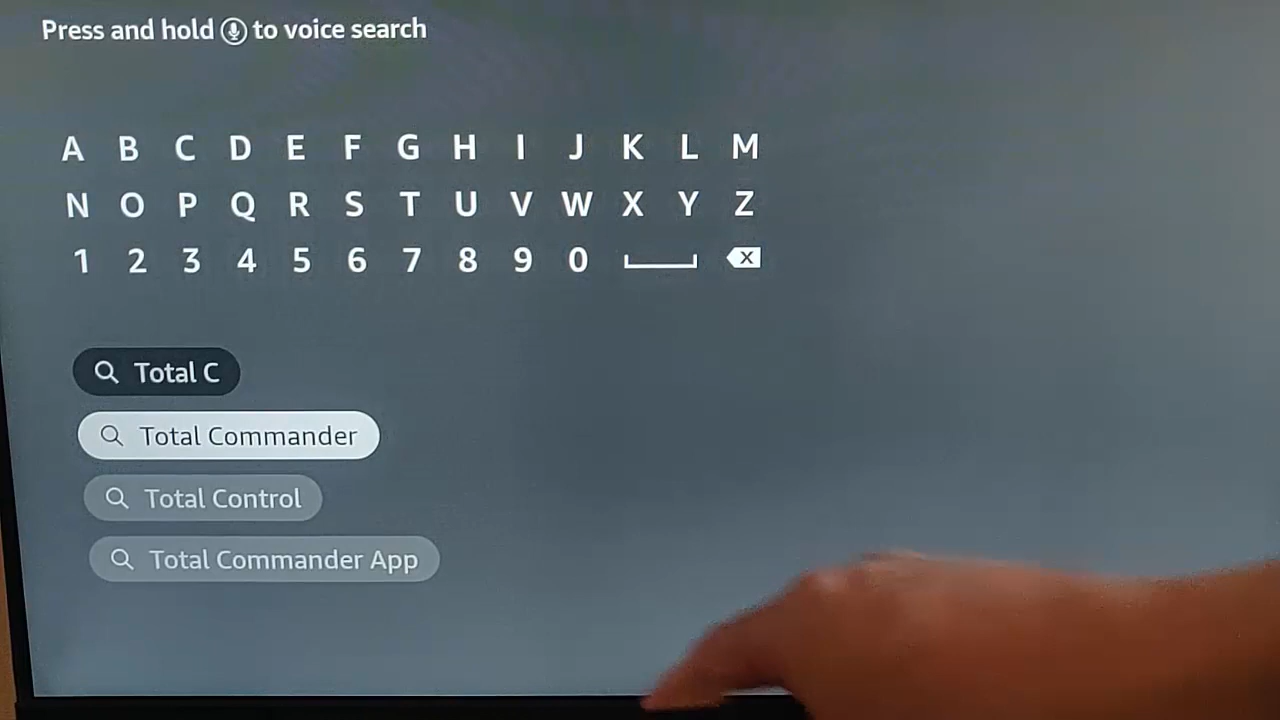 Press and hold to voice search
A B C D E F G H I J K L M
N O P Q R S T U V W X Y Z
1 2 3 4 5 6 7 8 9 0
Total C
Total Commander
Total Control
Total Commander App